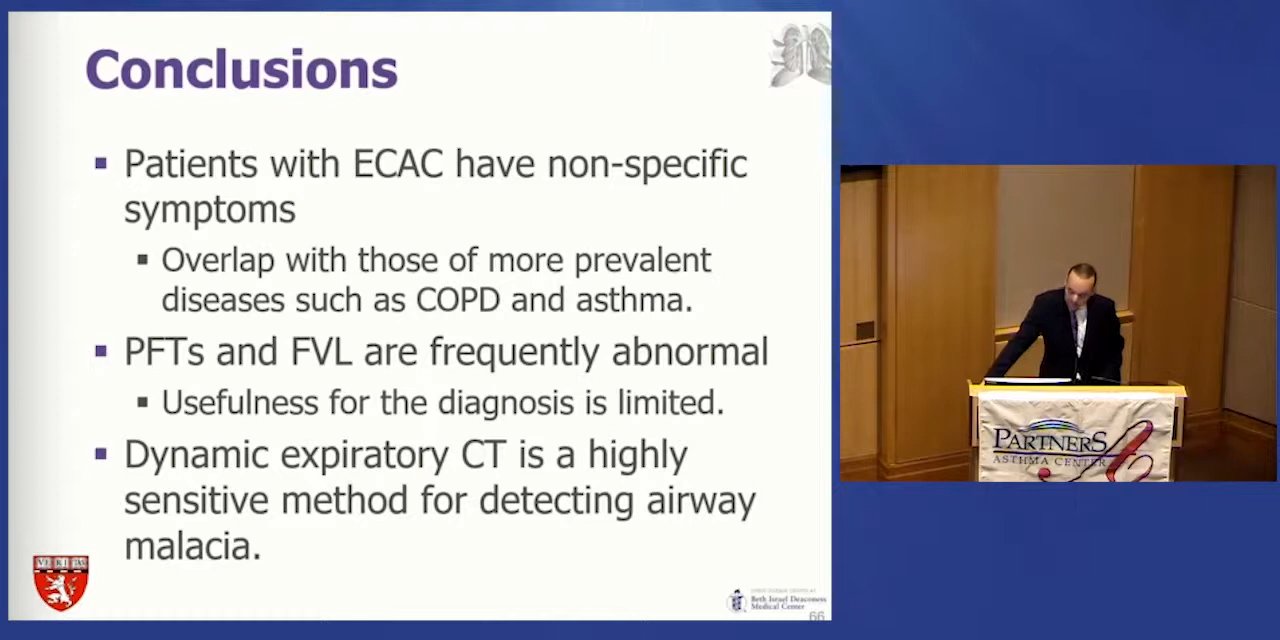 Conclusions
Patients with ECAC have non-specific
symptoms
Overlap with those of more prevalent
diseases such as COPD and asthma.
PFTs and FVL are frequently abnormal
Usefulness for the diagnosis is limited.
Dynamic expiratory CT is a highly
sensitive method for detecting airway
malacia.
VERITAS
Beth Israel Deaconess
Medical Center
66
PARTNERS
ASTHMA CENTER